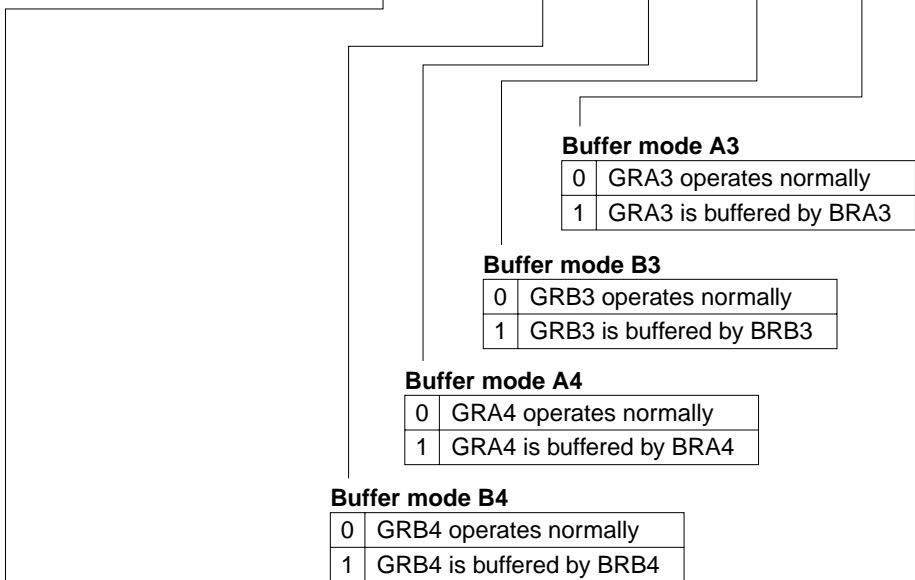 Buffer mode A3
0 GRA3 operates normally
1 GRA3 is buffered by BRA3
Buffer mode B3
0 GRB3 operates normally
1 GRB3 is buffered by BRB3
Buffer mode A4
0 GRA4 operates normally
1 GRA4 is buffered by BRA4
Buffer mode B4
0 GRB4 operates normally
1 GRB4 is buffered by BRB4